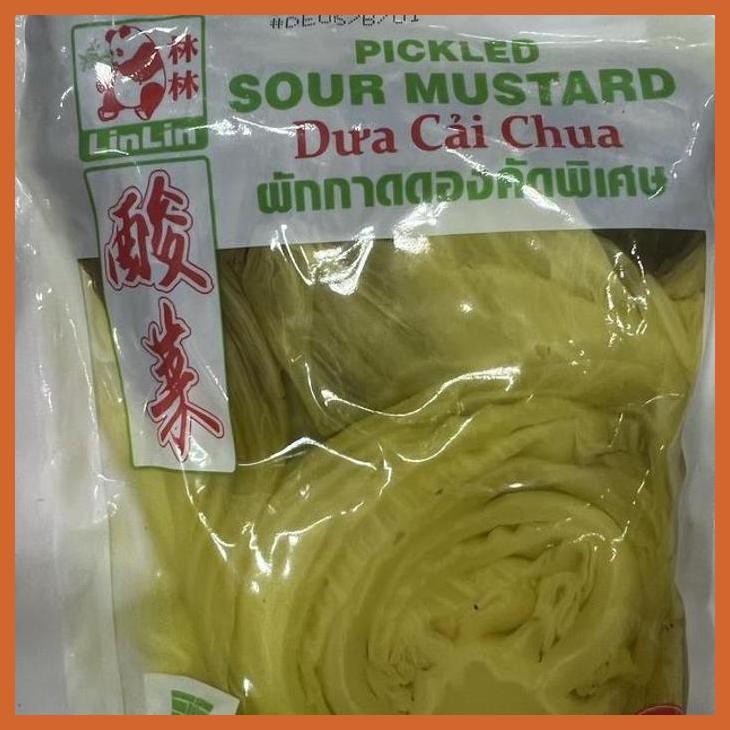 林林
LinLin
PICKLED
SOUR MUSTARD
Dưa Cải Chua
ผักกาดดองคัดพิเศษ
酸菜